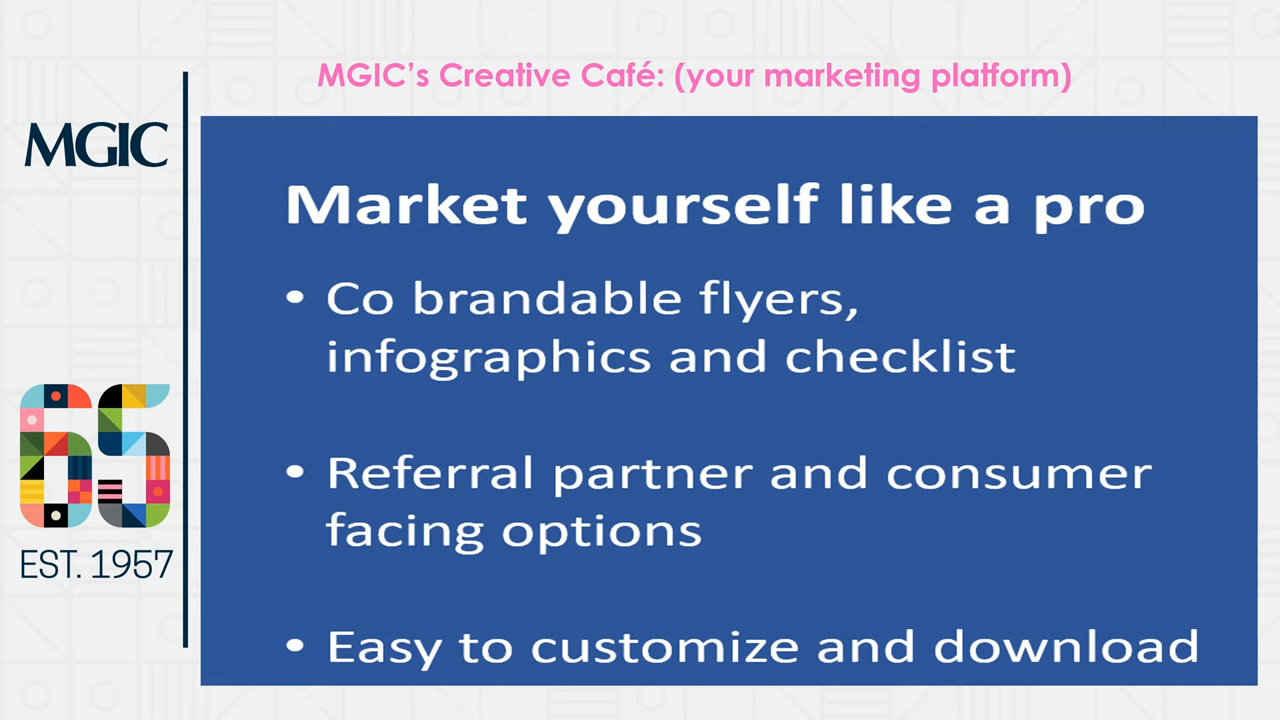 MGIC's Creative Café: (your marketing platform)
MGIC
Market yourself like a pro
• Co brandable flyers,
infographics and checklist
• Referral partner and consumer
facing options
• Easy to customize and download
65
EST. 1957